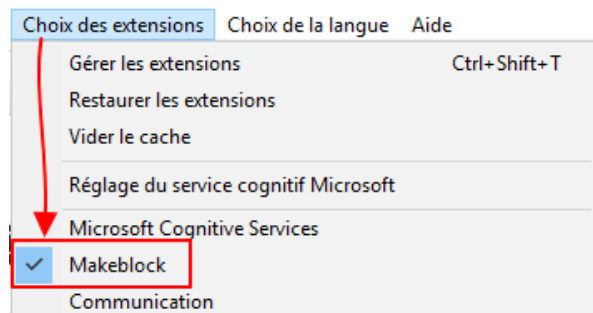 Choix des extensions Choix de la langue Aide
Gérer les extensions Ctrl+Shift+T
Restaurer les extensions
Vider le cache
Réglage du service cognitif Microsoft
Microsoft Cognitive Services
Makeblock
Communication